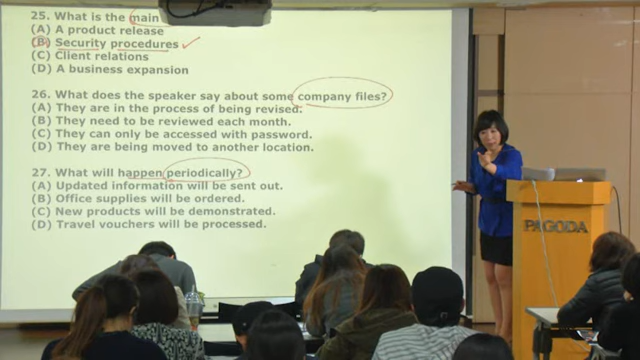 25. What is the main
(A) A product release
(B) Security procedures
(C) Client relations
(D) A business expansion
26. What does the speaker say about some company files?
(A) They are in the process of being revised.
(B) They need to be reviewed each month.
(C) They can only be accessed with password.
(D) They are being moved to another location.
27. What will happen periodically?
(A) Updated information will be sent out.
(B) Office supplies will be ordered.
(C) New products will be demonstrated.
(D) Travel vouchers will be processed.
PAGODA